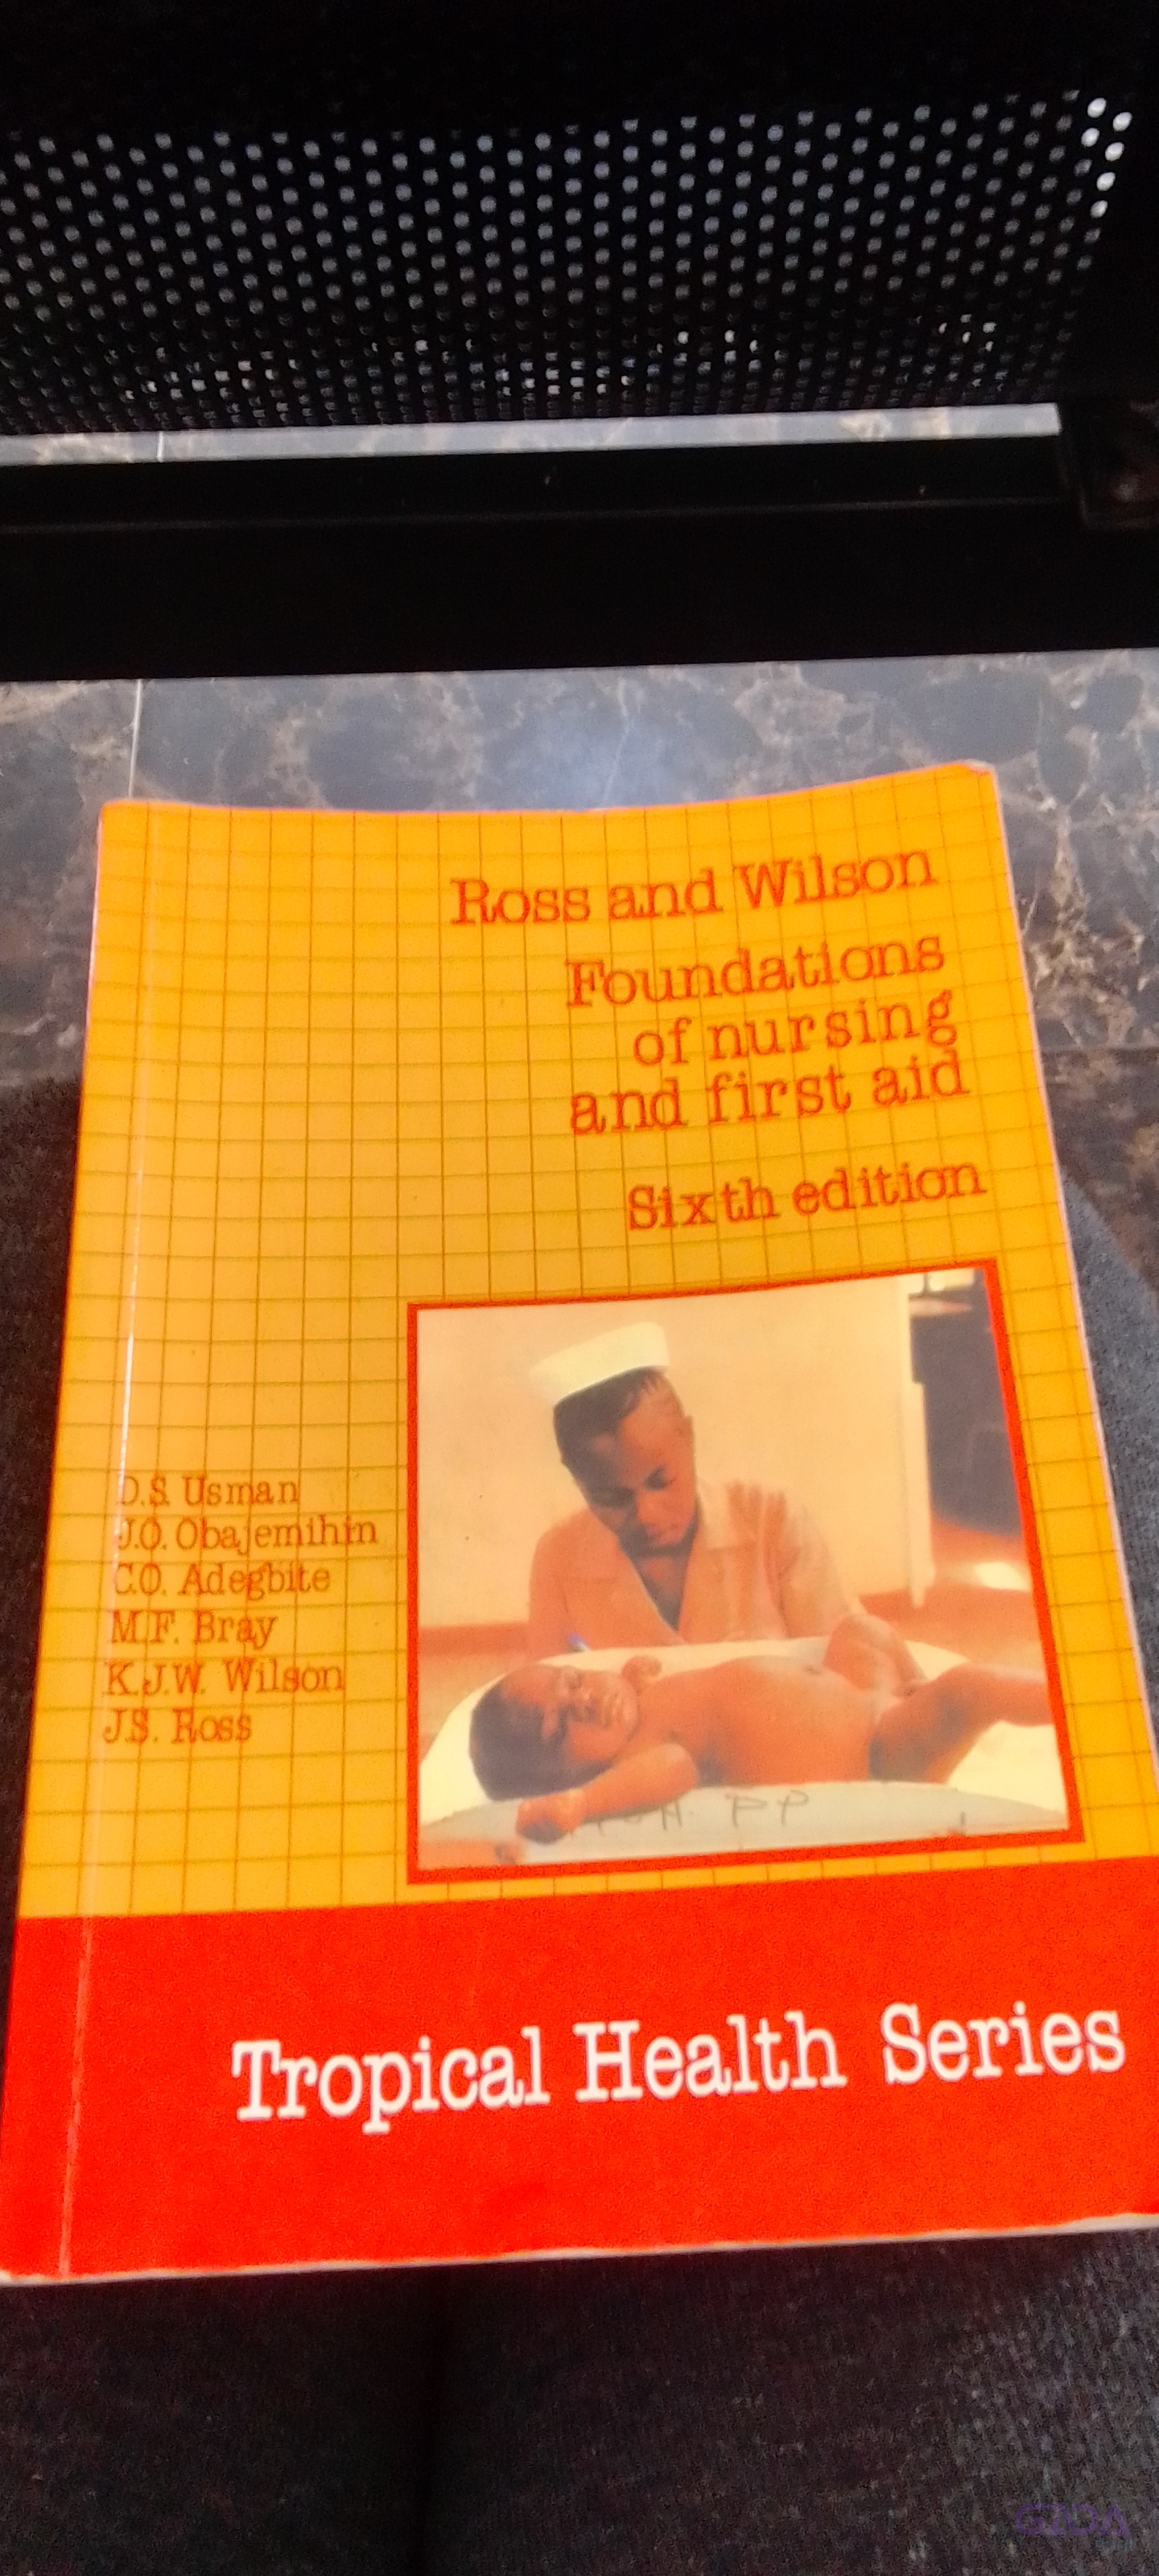 Ross and Wilson
Foundations
of nursing
and first aid
Sixth edition
D.S. Usman
J.O. Obajemihin
C.O. Adegbite
M.F. Bray
K.J.W. Wilson
J.S. Ross
PP
Tropical Health Series